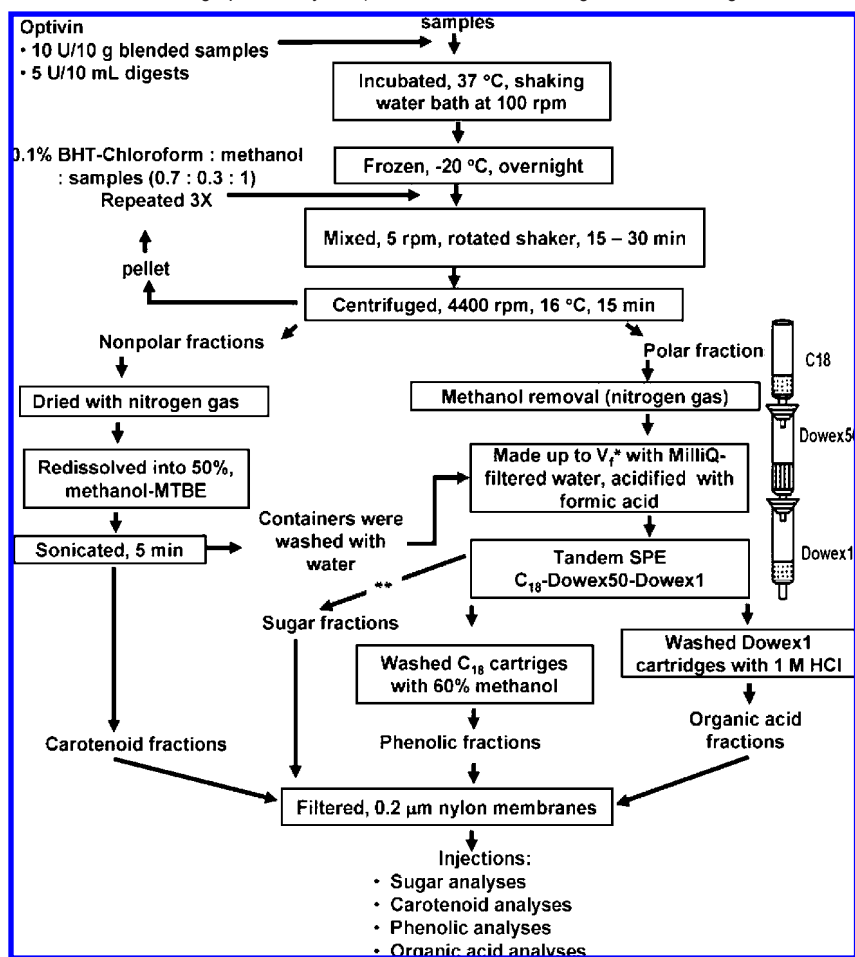 samples
Optivin
• 10 U/10 g blended samples
• 5 U/10 mL digests
Incubated, 37 °C, shaking
water bath at 100 rpm
0.1% BHT-Chloroform : methanol
: samples (0.7 : 0.3 : 1)
Repeated 3X
Frozen, -20 °C, overnight
Mixed, 5 rpm, rotated shaker, 15 – 30 min
pellet
Centrifuged, 4400 rpm, 16 °C, 15 min
Nonpolar fractions
Polar fraction
C18
Dowex50
Dowex1
Dried with nitrogen gas
Methanol removal (nitrogen gas)
Redissolved into 50%,
methanol-MTBE
Made up to Vf* with MilliQ-
filtered water, acidified with
formic acid
Sonicated, 5 min
Containers were
washed with
water
Tandem SPE
C18-Dowex50-Dowex1
**
Sugar fractions
Washed C18 cartriges
with 60% methanol
Washed Dowex1
cartridges with 1 M HCl
Carotenoid fractions
Phenolic fractions
Organic acid
fractions
Filtered, 0.2 μm nylon membranes
Injections:
• Sugar analyses
• Carotenoid analyses
• Phenolic analyses
• Organic acid analyses